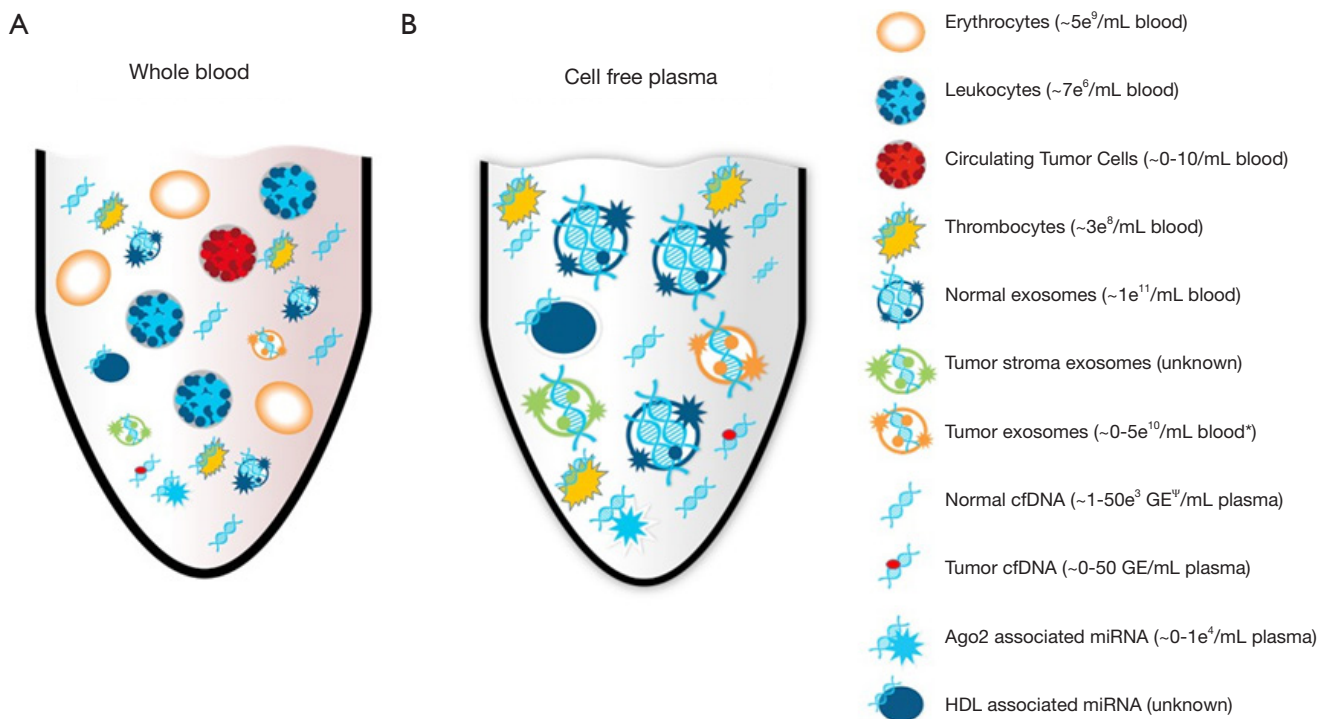 A
B
Whole blood
Cell free plasma
Erythrocytes (~5e⁹/mL blood)
Leukocytes (~7e⁶/mL blood)
Circulating Tumor Cells (~0-10/mL blood)
Thrombocytes (~3e⁸/mL blood)
Normal exosomes (~1e¹¹/mL blood)
Tumor stroma exosomes (unknown)
Tumor exosomes (~0-5e¹⁰/mL blood*)
Normal cfDNA (~1-50e³ GE^Ψ/mL plasma)
Tumor cfDNA (~0-50 GE/mL plasma)
Ago2 associated miRNA (~0-1e⁴/mL plasma)
HDL associated miRNA (unknown)